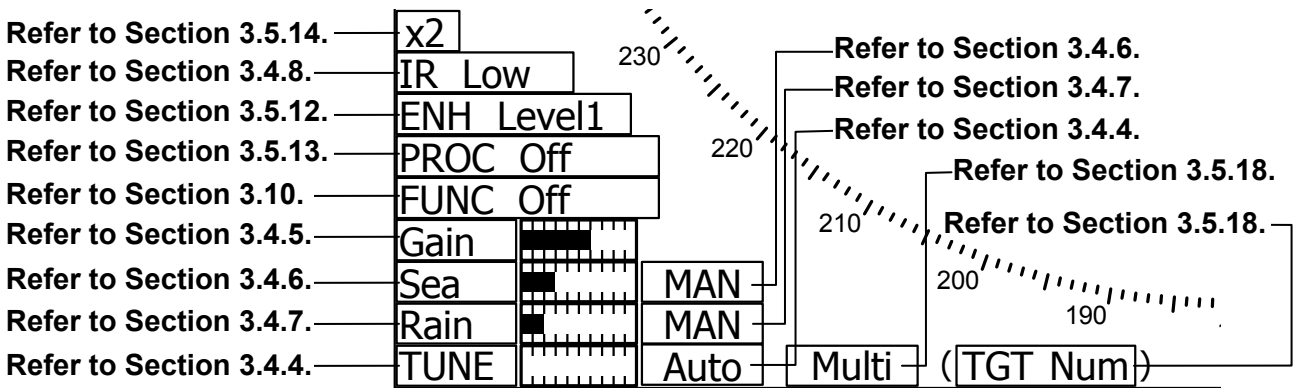 Refer to Section 3.5.14. x2
Refer to Section 3.4.8. IR Low
Refer to Section 3.5.12. ENH Level1
Refer to Section 3.5.13. PROC Off
Refer to Section 3.10. FUNC Off
Refer to Section 3.4.5. Gain
Refer to Section 3.4.6. Sea MAN
Refer to Section 3.4.7. Rain MAN
Refer to Section 3.4.4. TUNE Auto Multi (TGT Num)
230
220
210
200
190
Refer to Section 3.4.6.
Refer to Section 3.4.7.
Refer to Section 3.4.4.
Refer to Section 3.5.18.
Refer to Section 3.5.18.